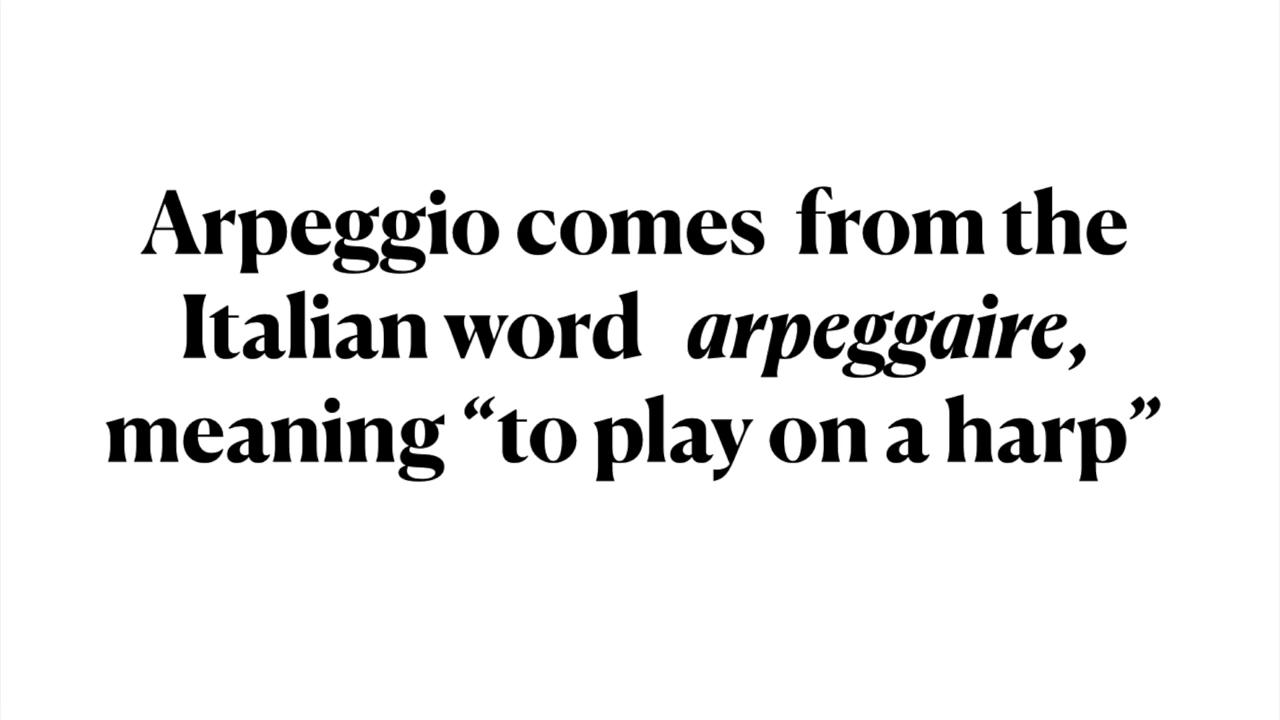 Arpeggio comes from the
Italian word arpeggaire,
meaning “to play on a harp”